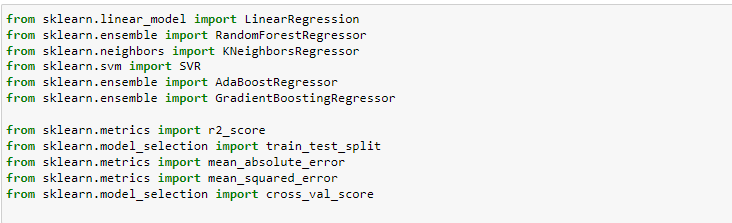 from sklearn.linear_model import LinearRegression
from sklearn.ensemble import RandomForestRegressor
from sklearn.neighbors import KNeighborsRegressor
from sklearn.svm import SVR
from sklearn.ensemble import AdaBoostRegressor
from sklearn.ensemble import GradientBoostingRegressor
from sklearn.metrics import r2_score
from sklearn.model_selection import train_test_split
from sklearn.metrics import mean_absolute_error
from sklearn.metrics import mean_squared_error
from sklearn.model_selection import cross_val_score